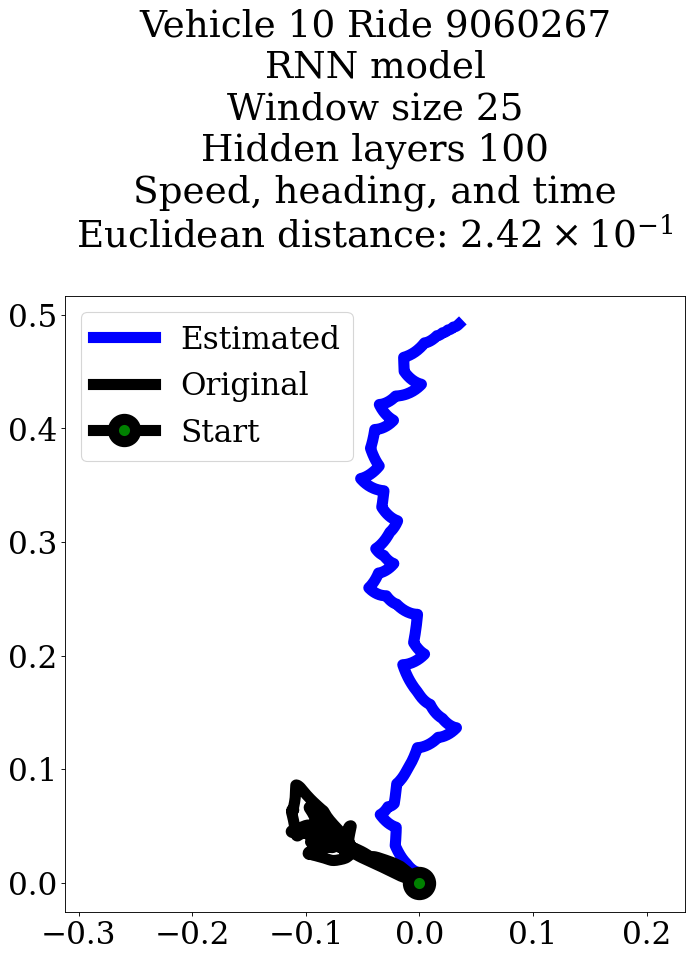 Vehicle 10 Ride 9060267
RNN model
Window size 25
Hidden layers 100
Speed, heading, and time
Euclidean distance: 2.42 × 10⁻¹
Estimated
Original
Start
0.5
0.4
0.3
0.2
0.1
0.0
−0.3 −0.2 −0.1 0.0 0.1 0.2